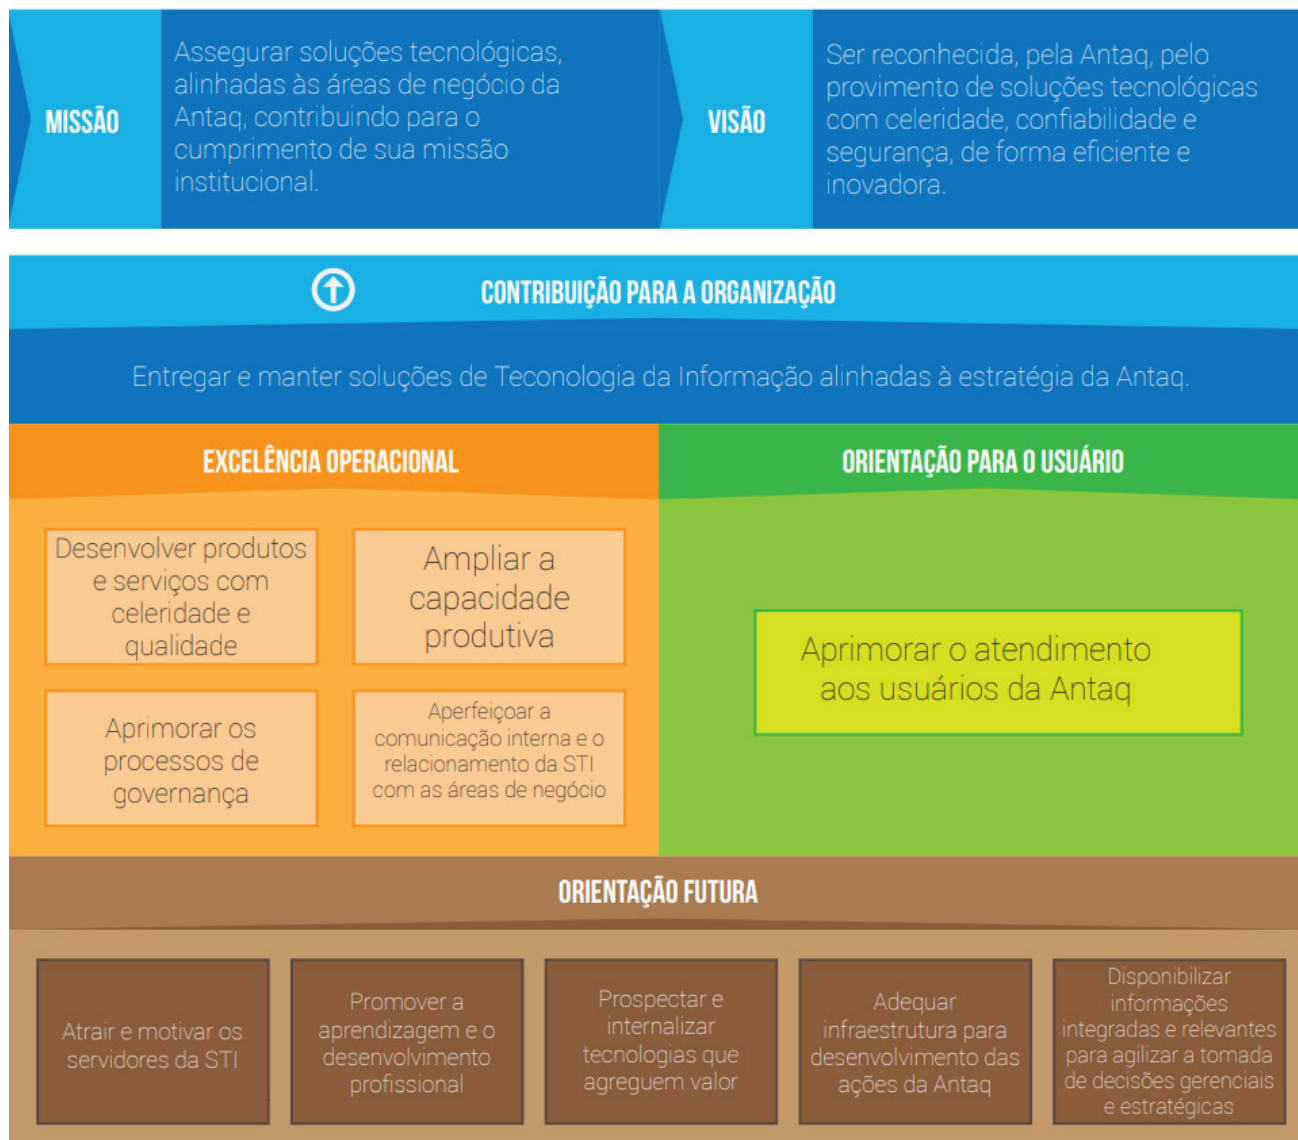 MISSÃO
Assegurar soluções tecnológicas,
alinhadas às áreas de negócio da
Antaq, contribuindo para o
cumprimento de sua missão
institucional.
VISÃO
Ser reconhecida, pela Antaq, pelo
provimento de soluções tecnológicas
com celeridade, confiabilidade e
segurança, de forma eficiente e
inovadora.
CONTRIBUIÇÃO PARA A ORGANIZAÇÃO
Entregar e manter soluções de Teconologia da Informação alinhadas à estratégia da Antaq.
EXCELÊNCIA OPERACIONAL
Desenvolver produtos
e serviços com
celeridade e
qualidade
Ampliar a
capacidade
produtiva
Aprimorar os
processos de
governança
Aperfeiçoar a
comunicação interna e o
relacionamento da STI
com as áreas de negócio
ORIENTAÇÃO PARA O USUÁRIO
Aprimorar o atendimento
aos usuários da Antaq
ORIENTAÇÃO FUTURA
Atrair e motivar os
servidores da STI
Promover a
aprendizagem e o
desenvolvimento
profissional
Prospectar e
internalizar
tecnologias que
agreguem valor
Adequar
infraestrutura para
desenvolvimento das
ações da Antaq
Disponibilizar
informações
integradas e relevantes
para agilizar a tomada
de decisões gerenciais
e estratégicas